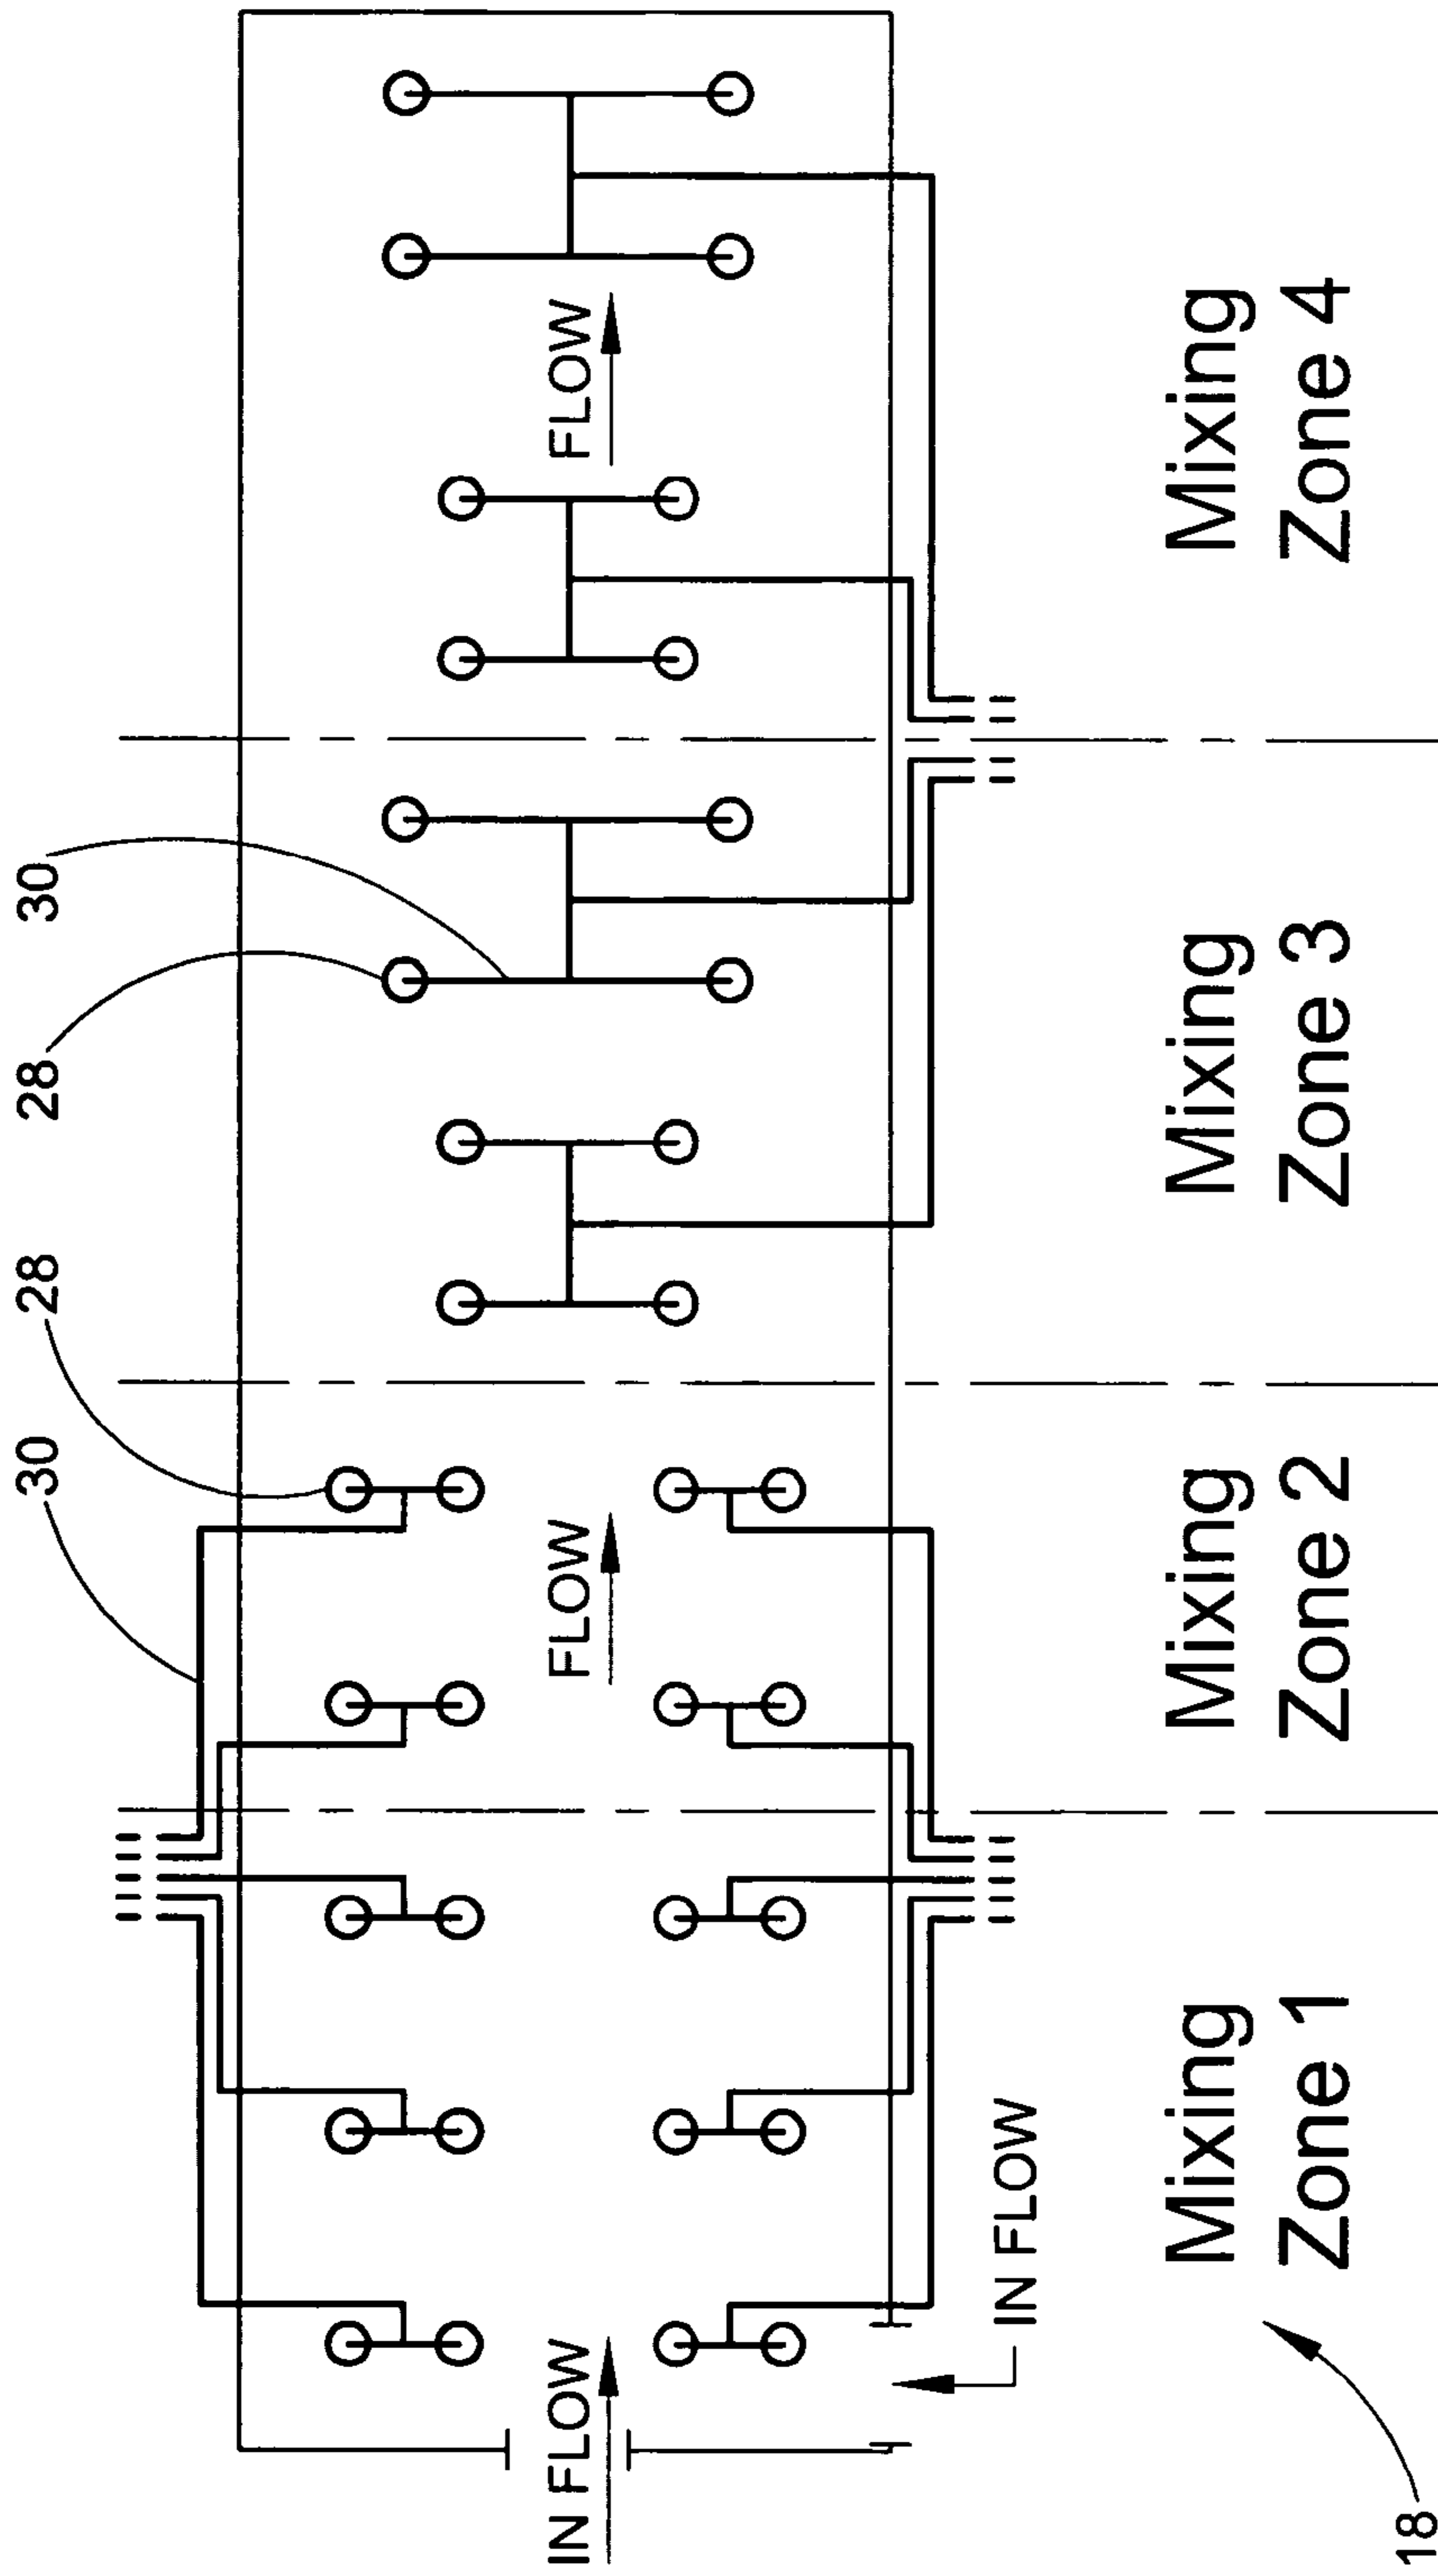 30
28
28
30
IN FLOW
FLOW
FLOW
IN FLOW
Mixing
Zone 1
Mixing
Zone 2
Mixing
Zone 3
Mixing
Zone 4
18